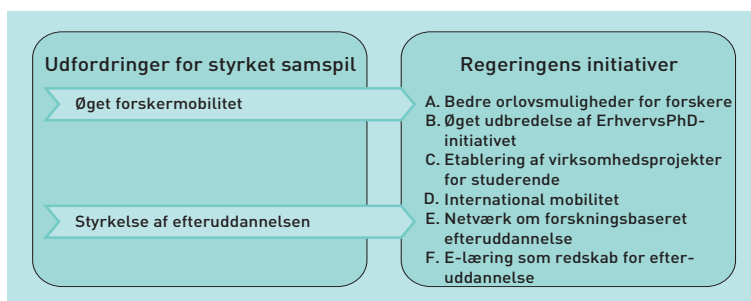 Udfordringer for styrket samspil
Øget forskermobilitet
Styrkelse af efteruddannelsen
Regeringens initiativer
A. Bedre orlovsmuligheder for forskere
B. Øget udbredelse af ErhvervsPhD-
initiativet
C. Etablering af virksomhedsprojekter
for studerende
D. International mobilitet
E. Netværk om forskningsbaseret
efteruddannelse
F. E-læring som redskab for efter-
uddannelse